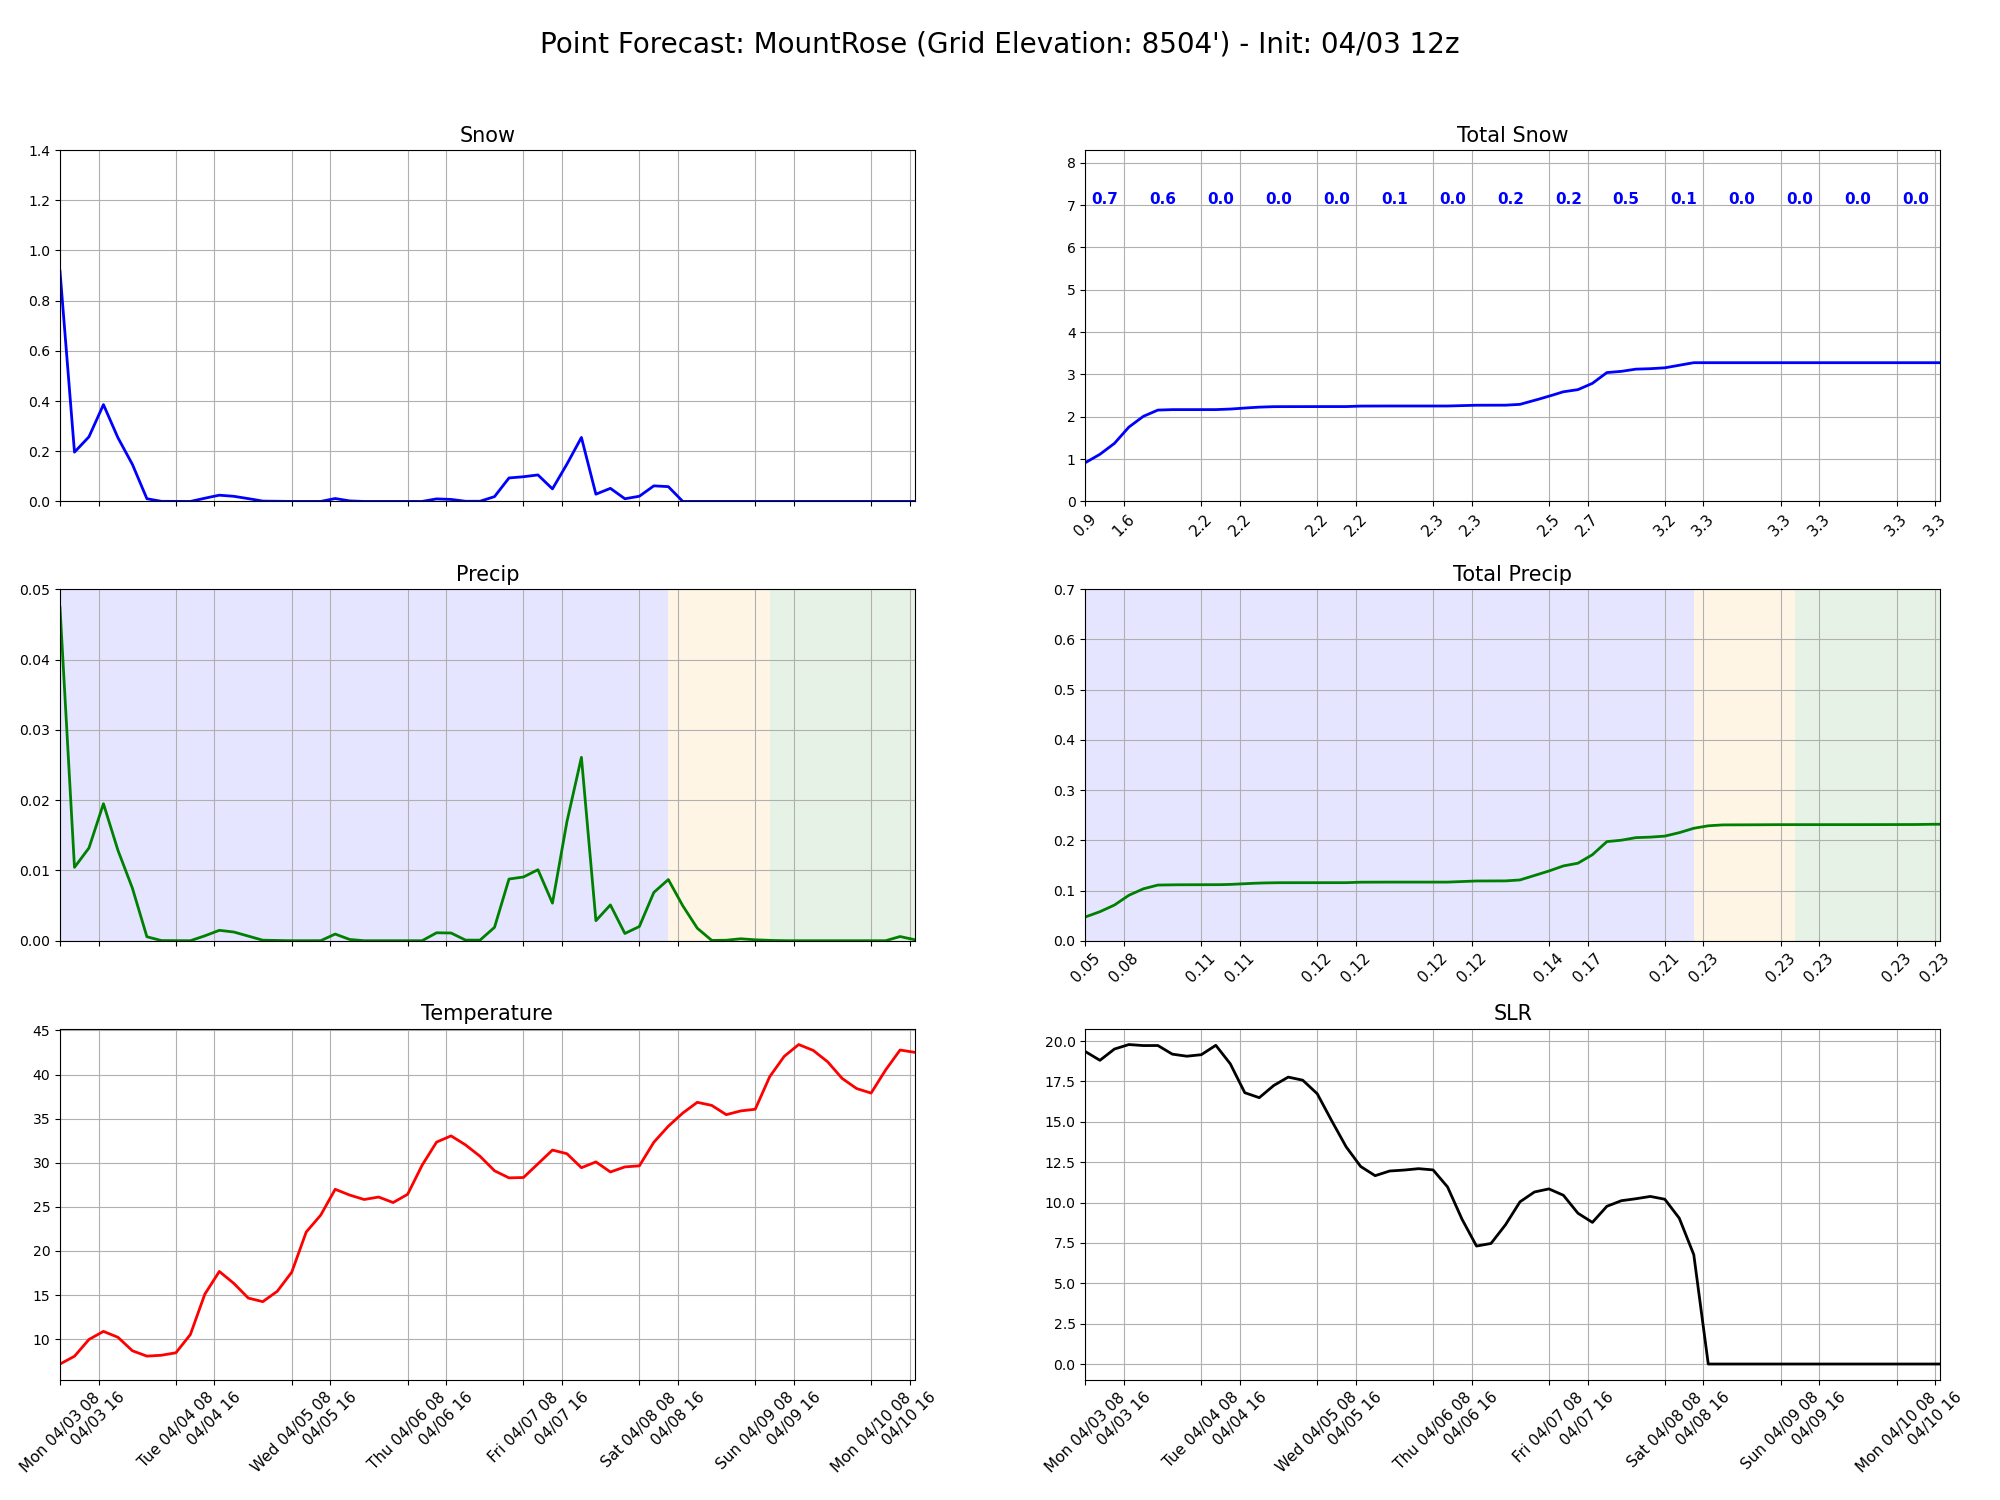 Point Forecast: MountRose (Grid Elevation: 8504') - Init: 04/03 12z
Snow
1.4
1.2
1.0
0.8
0.6
0.4
0.2
0.0
Total Snow
8
7
6
5
4
3
2
1
0
0.7 0.6 0.0 0.0 0.0 0.1 0.0 0.2 0.2 0.5 0.1 0.0 0.0 0.0 0.0
0.9 1.6 2.2 2.2 2.2 2.2 2.3 2.3 2.5 2.7 3.2 3.3 3.3 3.3 3.3 3.3
Precip
0.05
0.04
0.03
0.02
0.01
0.00
Total Precip
0.7
0.6
0.5
0.4
0.3
0.2
0.1
0.0
0.05 0.08 0.11 0.11 0.12 0.12 0.12 0.12 0.14 0.17 0.21 0.23 0.23 0.23 0.23 0.23
Temperature
45
40
35
30
25
20
15
10
Mon 04/03 08
04/03 16
Tue 04/04 08
04/04 16
Wed 04/05 08
04/05 16
Thu 04/06 08
04/06 16
Fri 04/07 08
04/07 16
Sat 04/08 08
04/08 16
Sun 04/09 08
04/09 16
Mon 04/10 08
04/10 16
SLR
20.0
17.5
15.0
12.5
10.0
7.5
5.0
2.5
0.0
Mon 04/03 08
04/03 16
Tue 04/04 08
04/04 16
Wed 04/05 08
04/05 16
Thu 04/06 08
04/06 16
Fri 04/07 08
04/07 16
Sat 04/08 08
04/08 16
Sun 04/09 08
04/09 16
Mon 04/10 08
04/10 16